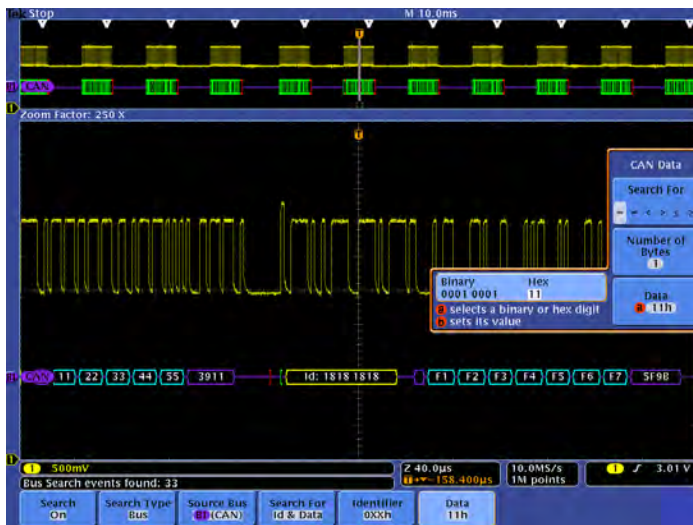 Tek Stop
M 10.0ms
T
B1 CAN
1
Zoom Factor: 250 X
T
CAN Data
Search For
= ≠ < > ≤ ≥
Number of
Bytes
1
Binary Hex
0001 0001 11
a selects a binary or hex digit
b sets its value
Data
a 11h
B1 CAN 11 22 33 44 55 3911 Id: 1818 1818 F1 F2 F3 F4 F5 F6 F7 5F9B
1
1 500mV
Z 40.0µs
T→▼-158.400µs
10.0MS/s
1M points
1 3.01 V
Bus Search events found: 33
Search
On
Search Type
Bus
Source Bus
B1 (CAN)
Search For
Id & Data
Identifier
0XXh
Data
11h